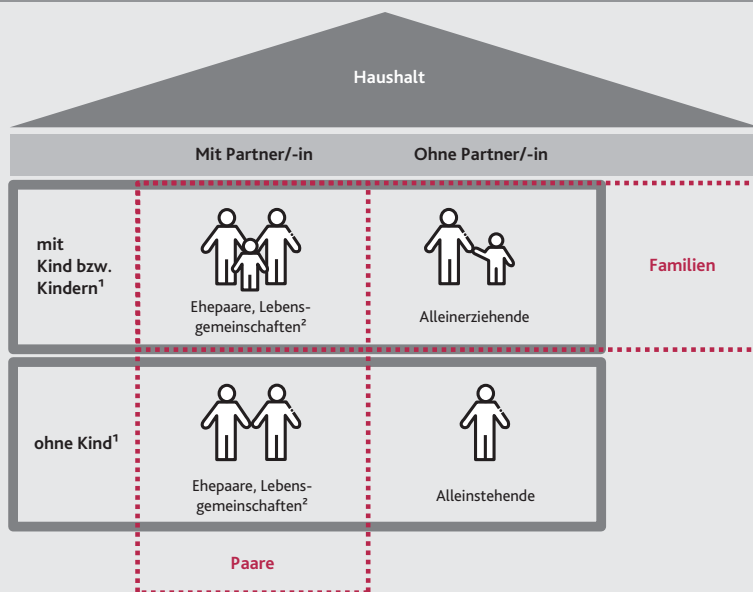 Haushalt
Mit Partner/-in
Ohne Partner/-in
mit
Kind bzw.
Kindern¹
Ehepaare, Lebens-
gemeinschaften²
Alleinerziehende
Familien
ohne Kind¹
Ehepaare, Lebens-
gemeinschaften²
Alleinstehende
Paare